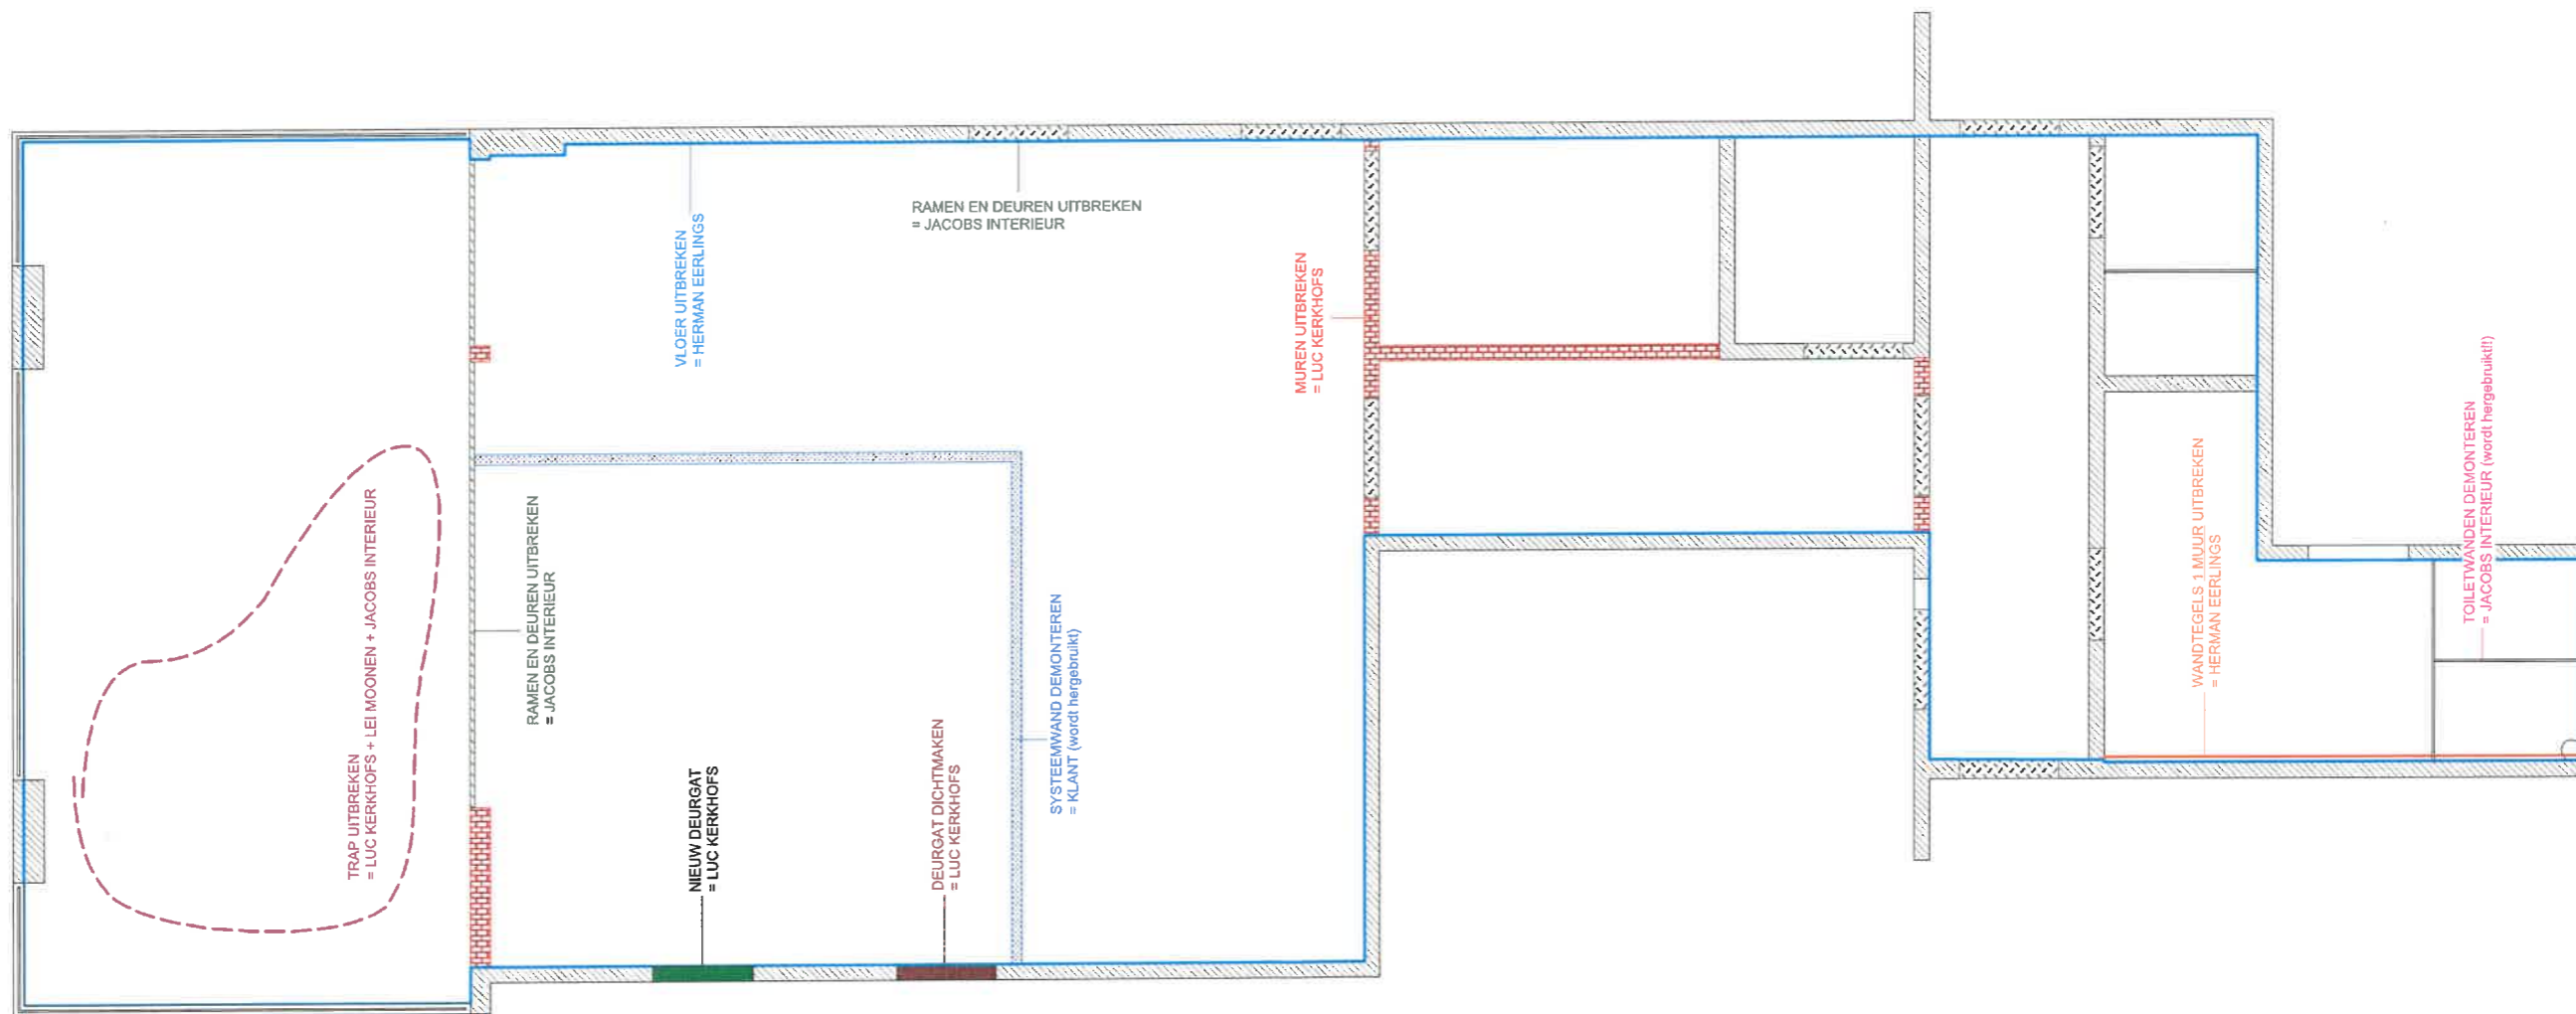 TRAP UITBREKEN
= LUC KERKHOFS + LEI MOONEN + JACOBS INTERIEUR
RAMEN EN DEUREN UITBREKEN
= JACOBS INTERIEUR
VLOER UITBREKEN
= HERMAN EERLINGS
NIEUW DEURGAT
= LUC KERKHOFS
RAMEN EN DEUREN UITBREKEN
= JACOBS INTERIEUR
DEURGAT DICHTMAKEN
= LUC KERKHOFS
SYSTEEMWAND DEMONTEREN
= KLANT (wordt hergebruikt)
MUREN UITBREKEN
= LUC KERKHOFS
WANDTEGELS 1 MUUR UITBREKEN
= HERMAN EERLINGS
TOILETWANDEN DEMONTEREN
= JACOBS INTERIEUR (wordt hergebruikt!!)